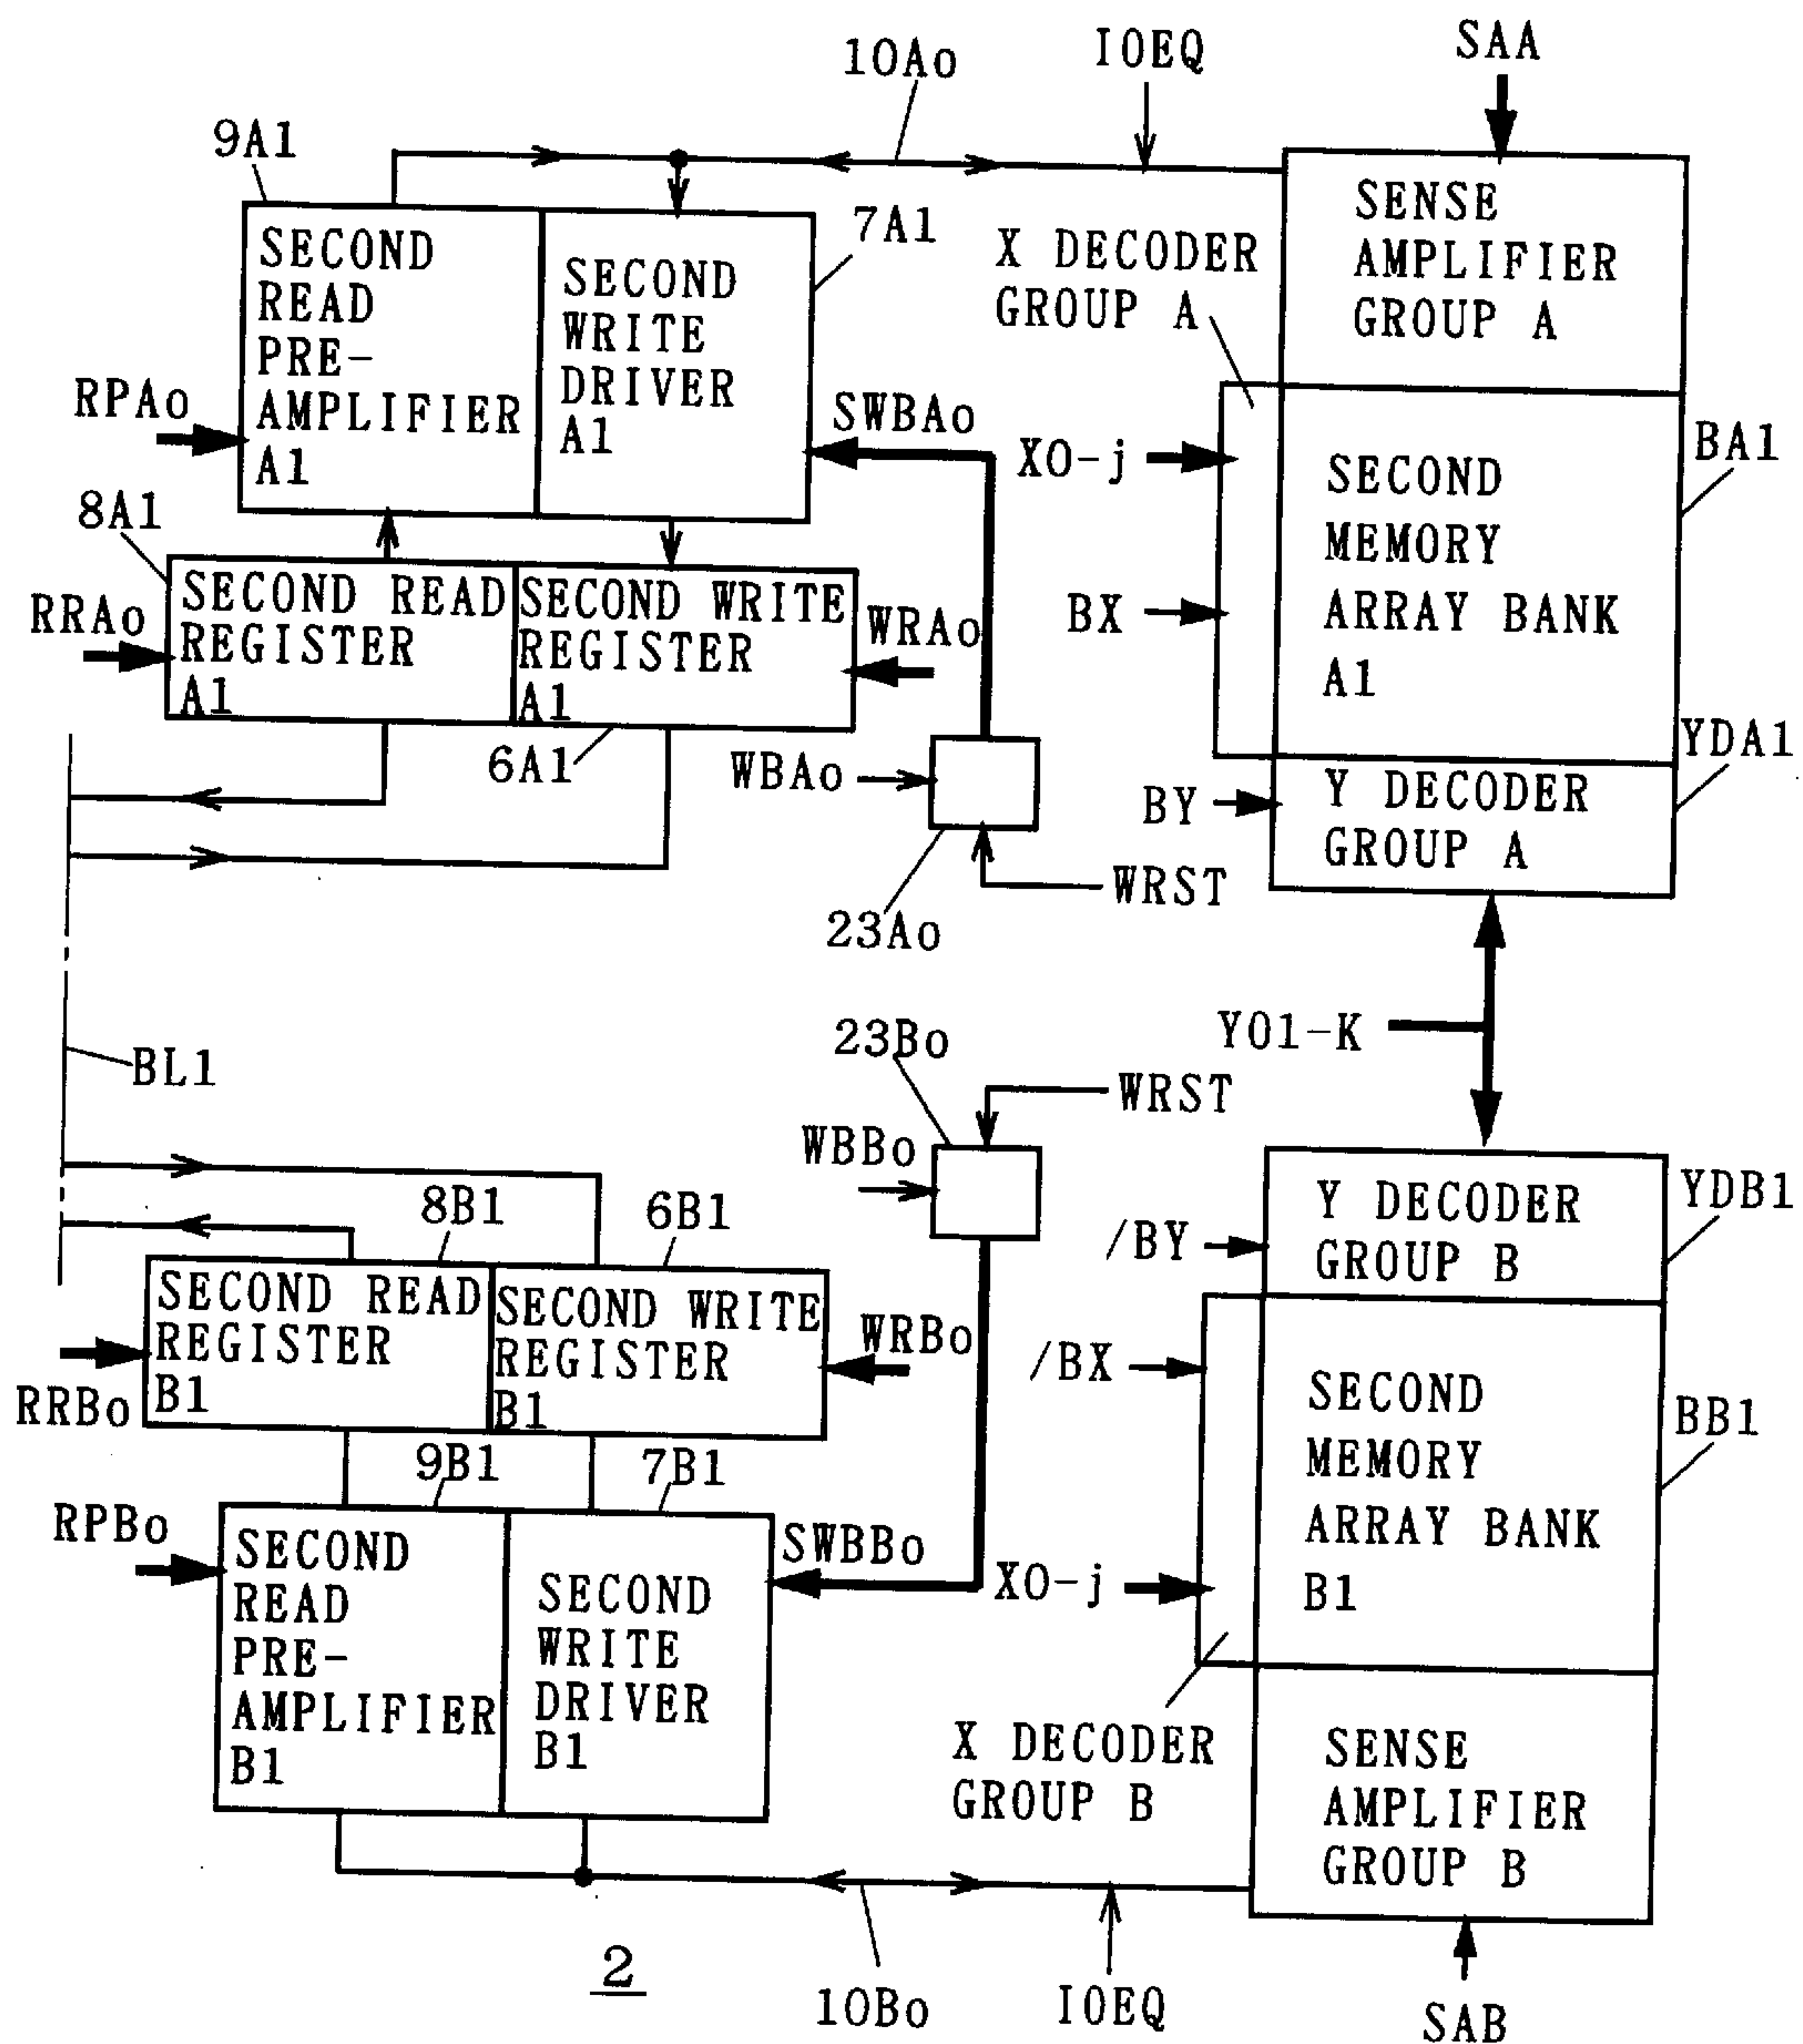 10Ao
IOEQ
SAA
9A1
SECOND
READ
PRE-
AMPLIFIER
A1
SECOND
WRITE
DRIVER
A1
7A1
X DECODER
GROUP A
SENSE
AMPLIFIER
GROUP A
RPAo
SWBAo
XO-j
BA1
8A1
SECOND
MEMORY
ARRAY BANK
A1
RRAo
SECOND READ
REGISTER
A1
SECOND WRITE
REGISTER
A1
WRAo
BX
6A1
WBAo
YDA1
BY
Y DECODER
GROUP A
WRST
23Ao
BL1
23Bo
YO1-K
WRST
WBBo
8B1
6B1
Y DECODER
GROUP B
YDB1
/BY
SECOND READ
REGISTER
B1
SECOND WRITE
REGISTER
B1
WRBo
/BX
RRBo
SECOND
MEMORY
ARRAY BANK
B1
BB1
9B1
7B1
RPBo
SECOND
READ
PRE-
AMPLIFIER
B1
SECOND
WRITE
DRIVER
B1
SWBBo
XO-j
X DECODER
GROUP B
SENSE
AMPLIFIER
GROUP B
2
10Bo
IOEQ
SAB